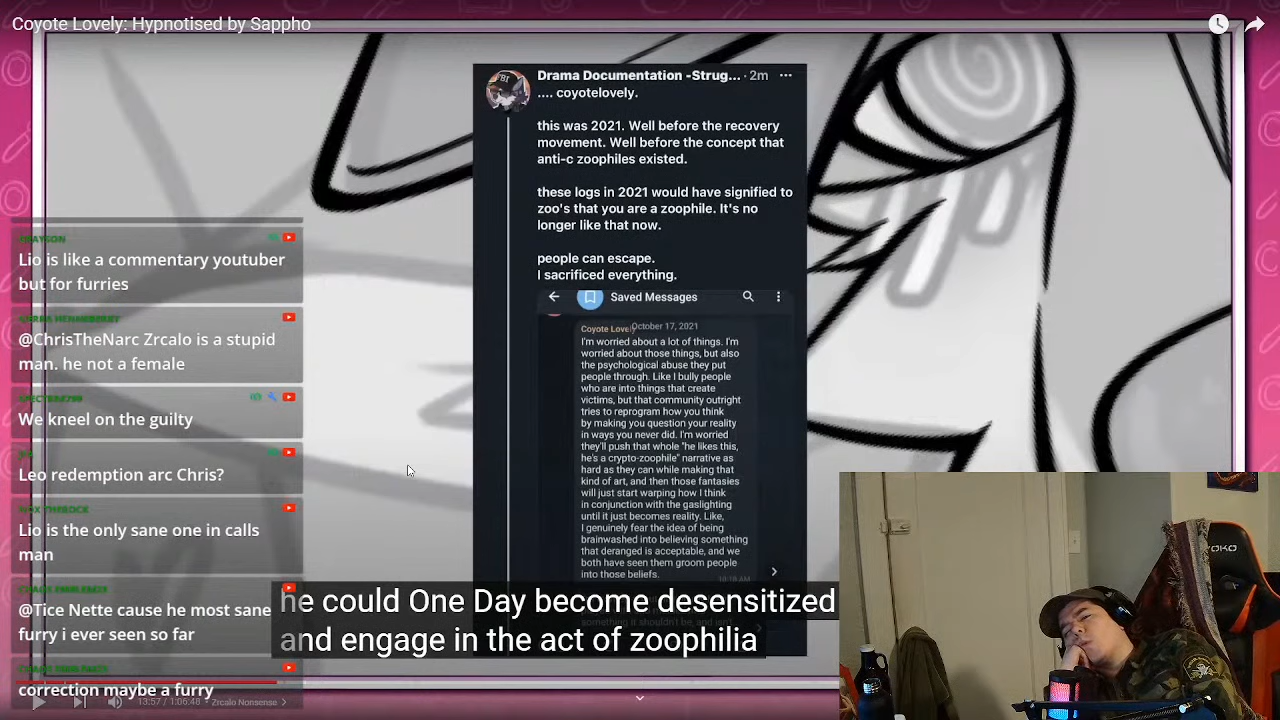 Coyote Lovely: Hypnotised by Sappho
Drama Documentation -Strug... · 2m
.... coyotelovely.
this was 2021. Well before the recovery
movement. Well before the concept that
anti-c zoophiles existed.
these logs in 2021 would have signified to
zoo's that you are a zoophile. It's no
longer like that now.
people can escape.
I sacrificed everything.
Saved Messages
October 17, 2021
Coyote Lovely
I'm worried about a lot of things. I'm
worried about those things, but also
the psychological abuse they put
people through. Like I bully people
who are into things that create
victims, but that community outright
tries to reprogram how you think
by making you question your reality
in ways you never did. I'm worried
they'll push that whole "he likes this,
he's a crypto-zoophile" narrative as
hard as they can while making that
kind of art, and then those fantasies
will just start warping how I think
in conjunction with the gaslighting
until it just becomes reality. Like,
I genuinely fear the idea of being
brainwashed into believing something
that deranged is acceptable, and we
both have seen them groom people
into those beliefs.
10:18 AM
Lio is like a commentary youtuber
but for furries
@ChrisTheNarc Zrcalo is a stupid
man. he not a female
We kneel on the guilty
Leo redemption arc Chris?
Lio is the only sane one in calls
man
@Tice Nette cause he most sane
furry i ever seen so far
correction maybe a furry
he could One Day become desensitized
and engage in the act of zoophilia
13:57 / 1:06:48 • Zrcalo Nonsense
YOKO